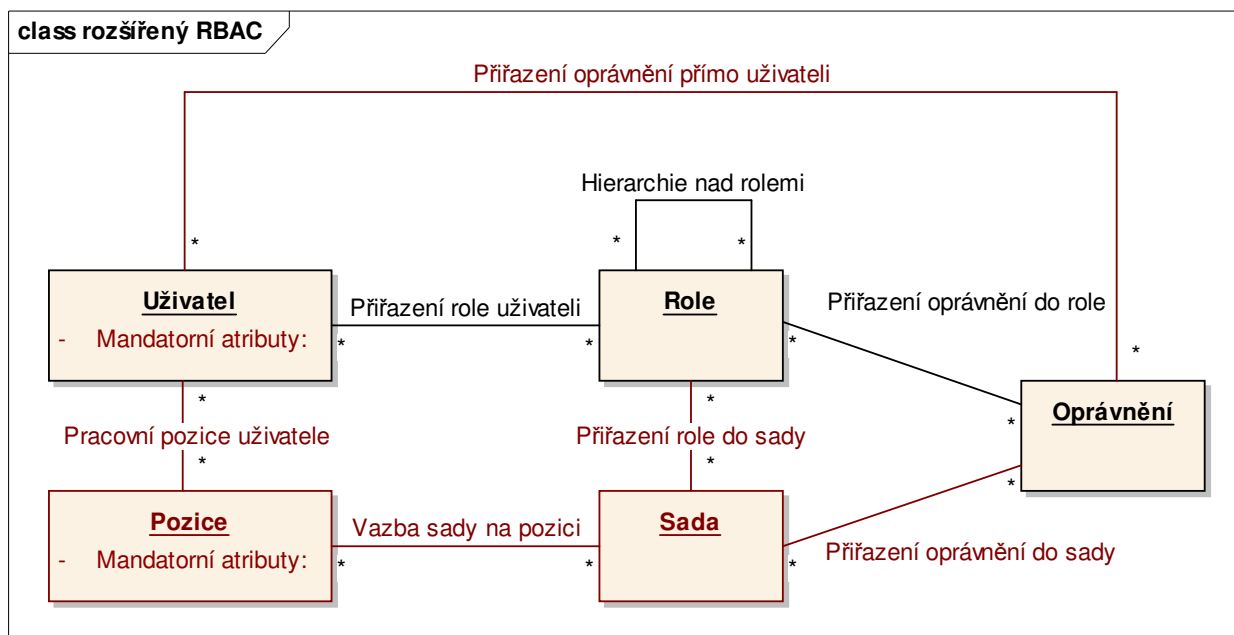 class rozšířený RBAC
Přiřazení oprávnění přímo uživateli
Hierarchie nad rolemi
*
*
*
Uživatel
- Mandatorní atributy:
Přiřazení role uživateli
*
*
Role
Přiřazení oprávnění do role
*
*
*
Oprávnění
*
Pracovní pozice uživatele
*
*
Přiřazení role do sady
*
*
Pozice
- Mandatorní atributy:
Vazba sady na pozici
*
*
Sada
Přiřazení oprávnění do sady
*
*